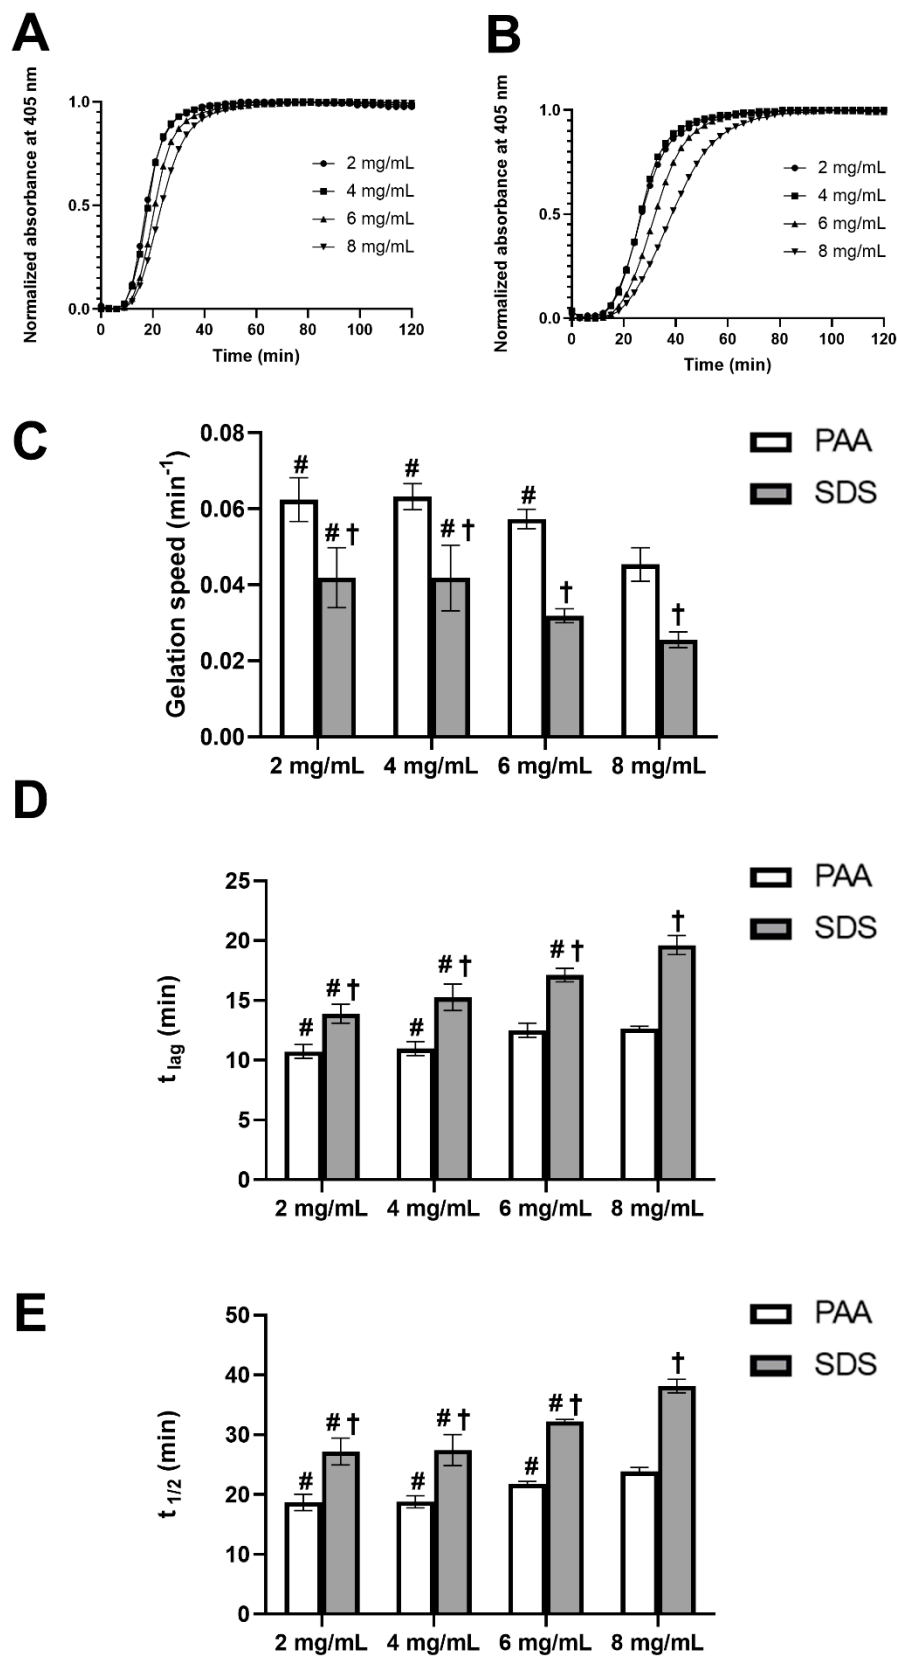 A
Normalized absorbance at 405 nm
1.0
0.5
0.0
0 20 40 60 80 100 120
Time (min)
2 mg/mL
4 mg/mL
6 mg/mL
8 mg/mL
B
Normalized absorbance at 405 nm
1.0
0.5
0.0
0 20 40 60 80 100 120
Time (min)
2 mg/mL
4 mg/mL
6 mg/mL
8 mg/mL
C
Gelation speed (min-1)
0.08
0.06
0.04
0.02
0.00
# # † # # † # † †
2 mg/mL 4 mg/mL 6 mg/mL 8 mg/mL
PAA
SDS
D
t lag (min)
25
20
15
10
5
0
# # † # # † # † †
2 mg/mL 4 mg/mL 6 mg/mL 8 mg/mL
PAA
SDS
E
t 1/2 (min)
50
40
30
20
10
0
# # † # # † # # † †
2 mg/mL 4 mg/mL 6 mg/mL 8 mg/mL
PAA
SDS